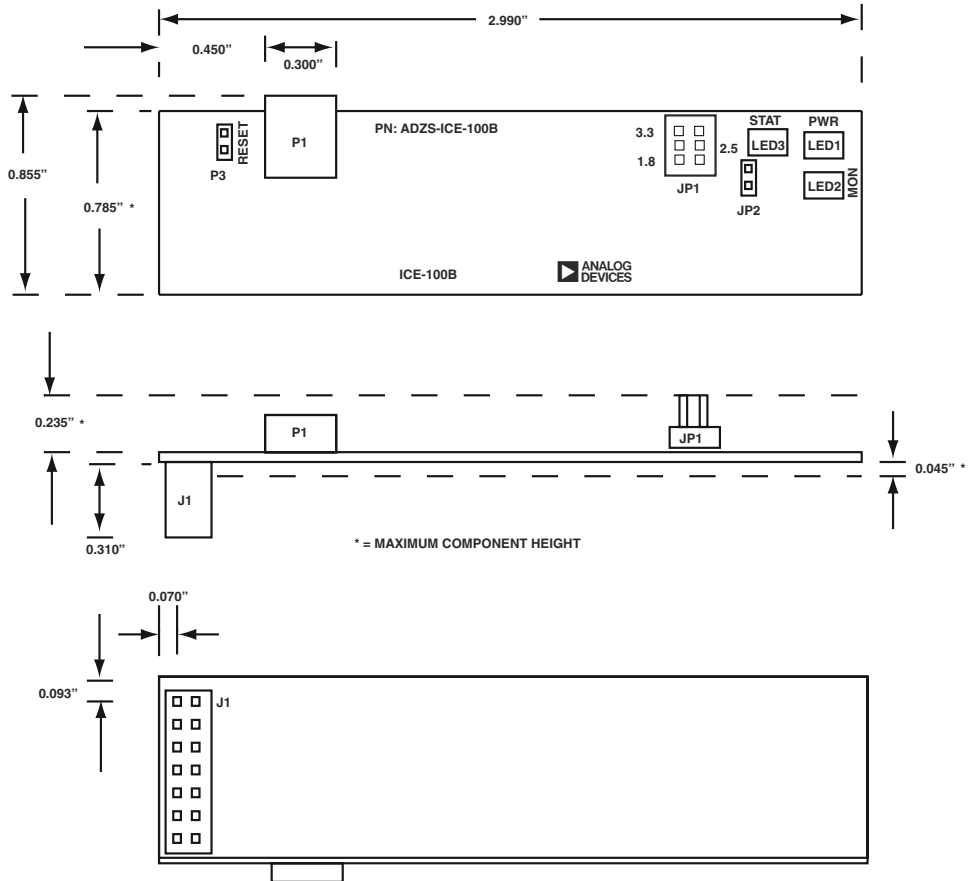 2.990”
0.450”
0.300”
0.855”
0.785” *
P3
RESET
P1
PN: ADZS-ICE-100B
3.3
1.8
2.5
JP1
STAT
LED3
JP2
PWR
LED1
LED2
MON
ICE-100B
ANALOG
DEVICES
0.235” *
P1
JP1
0.045” *
J1
0.310”
* = MAXIMUM COMPONENT HEIGHT
0.070”
0.093”
J1